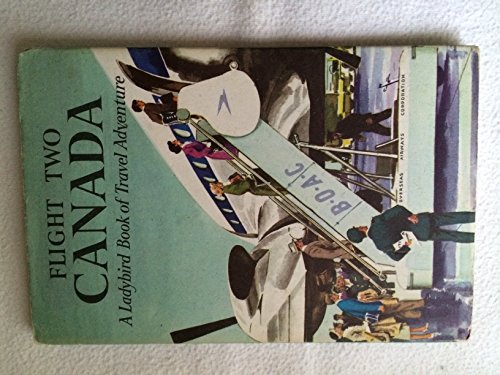 FLIGHT TWO
CANADA
A Ladybird Book of Travel Adventure
B·O·A·C
OVERSEAS AIRWAYS CORPORATION